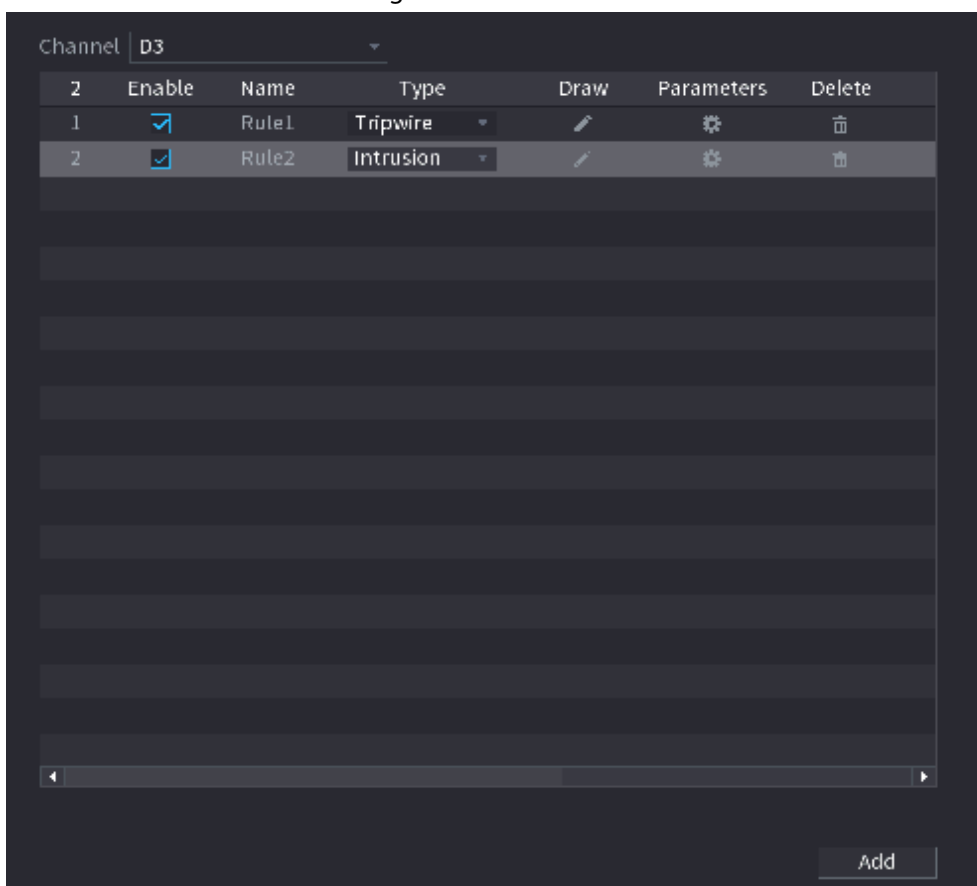 Channel D3
2 Enable Name Type Draw Parameters Delete
1 Rule1 Tripwire
2 Rule2 Intrusion
Add